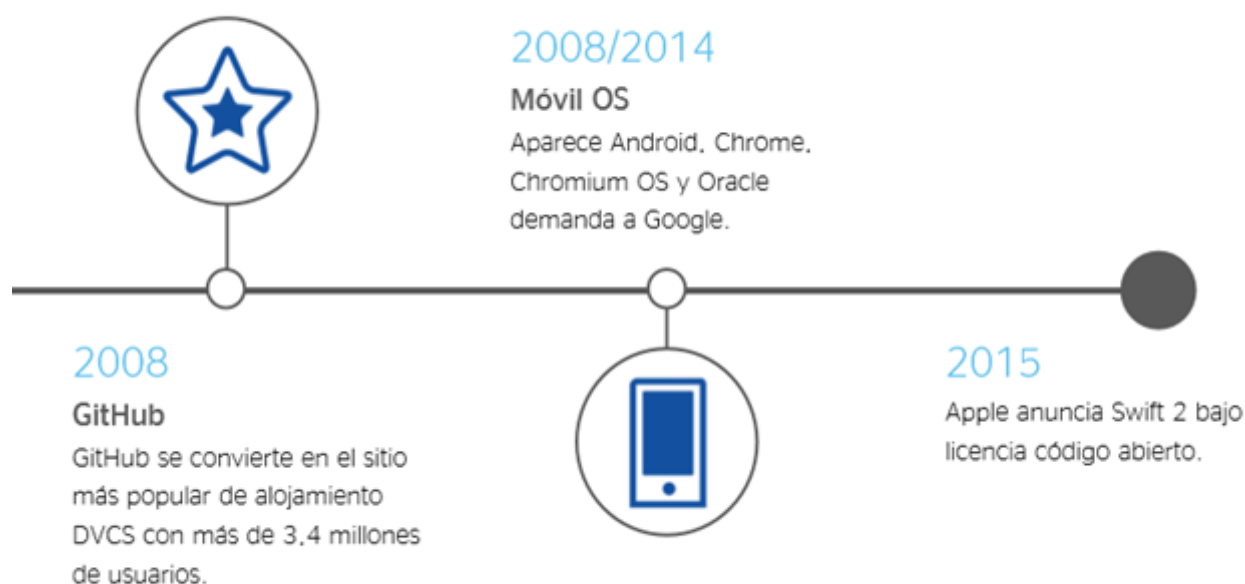 2008/2014
Móvil OS
Aparece Android, Chrome,
Chromium OS y Oracle
demanda a Google.
2008
GitHub
GitHub se convierte en el sitio
más popular de alojamiento
DVCS con más de 3,4 millones
de usuarios.
2015
Apple anuncia Swift 2 bajo
licencia código abierto.